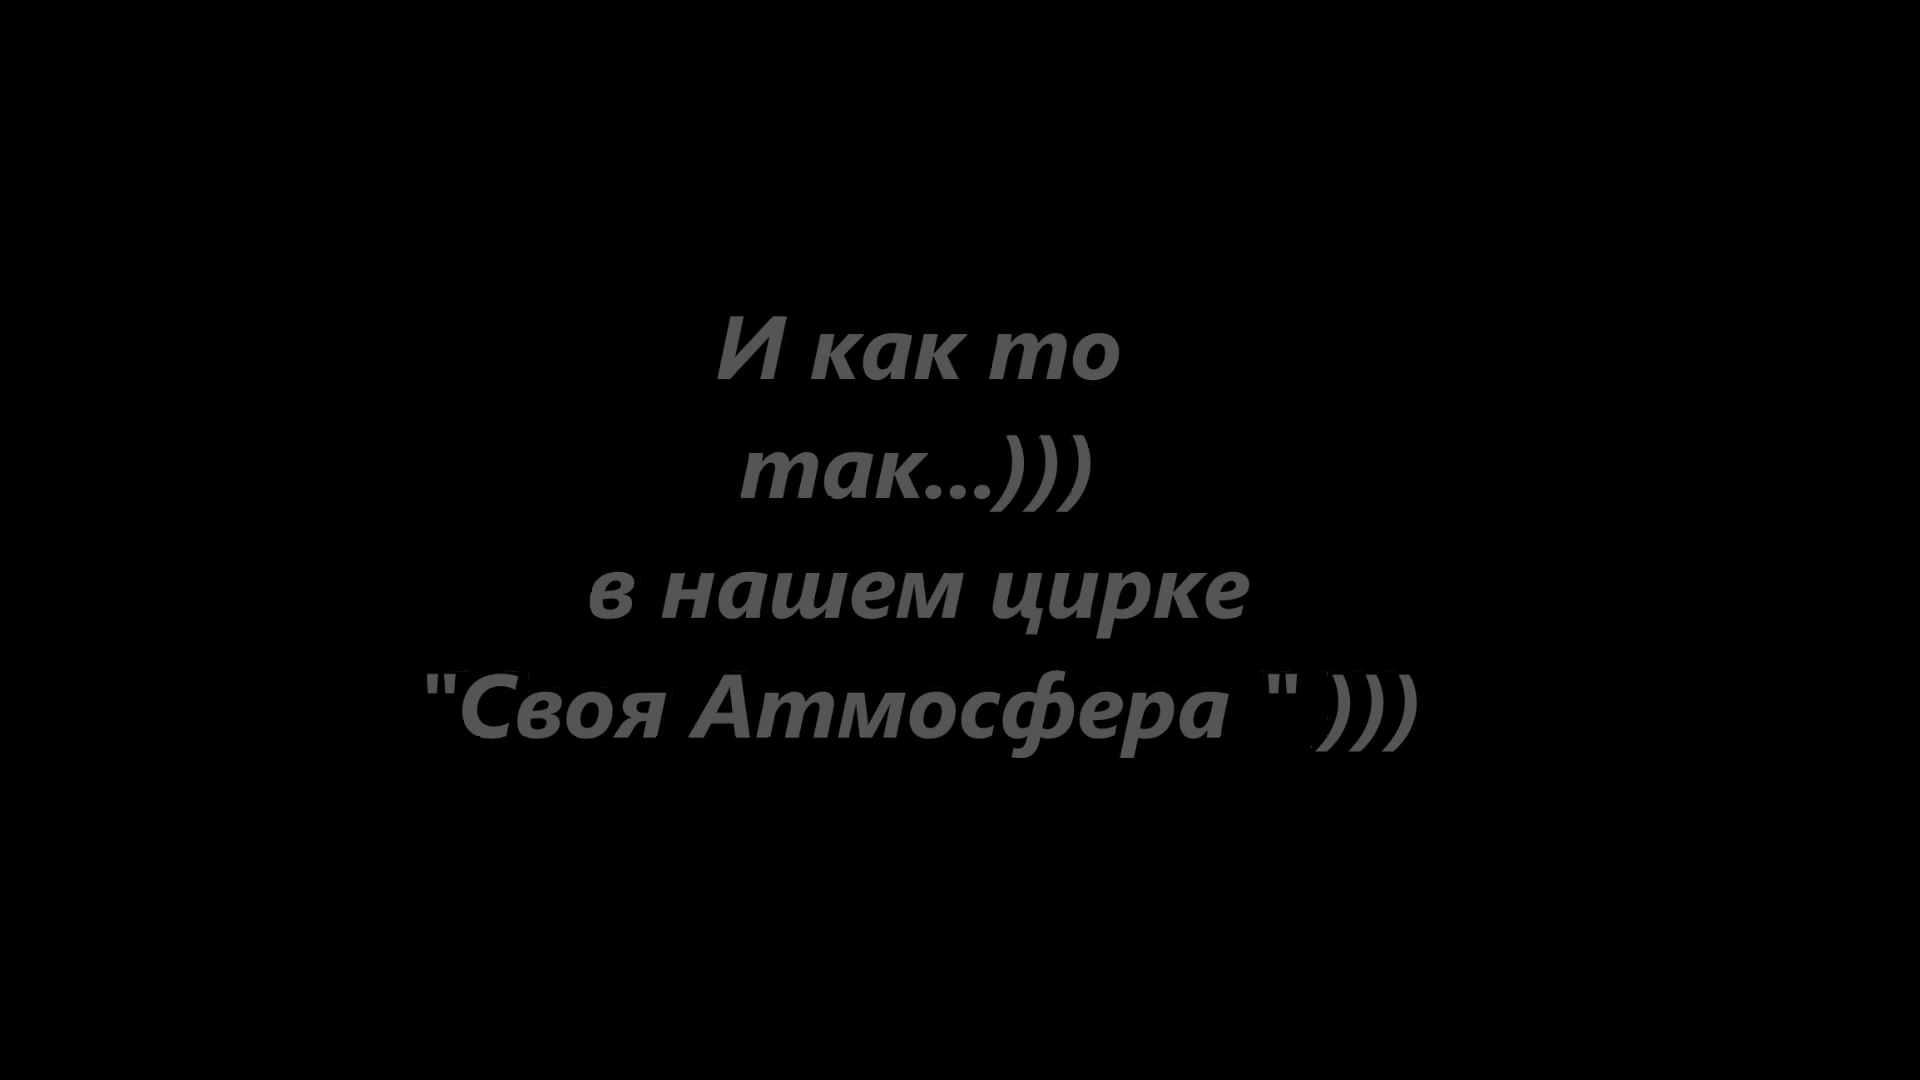 И как то
так...)))
в нашем цирке
"Своя Атмосфера " )))